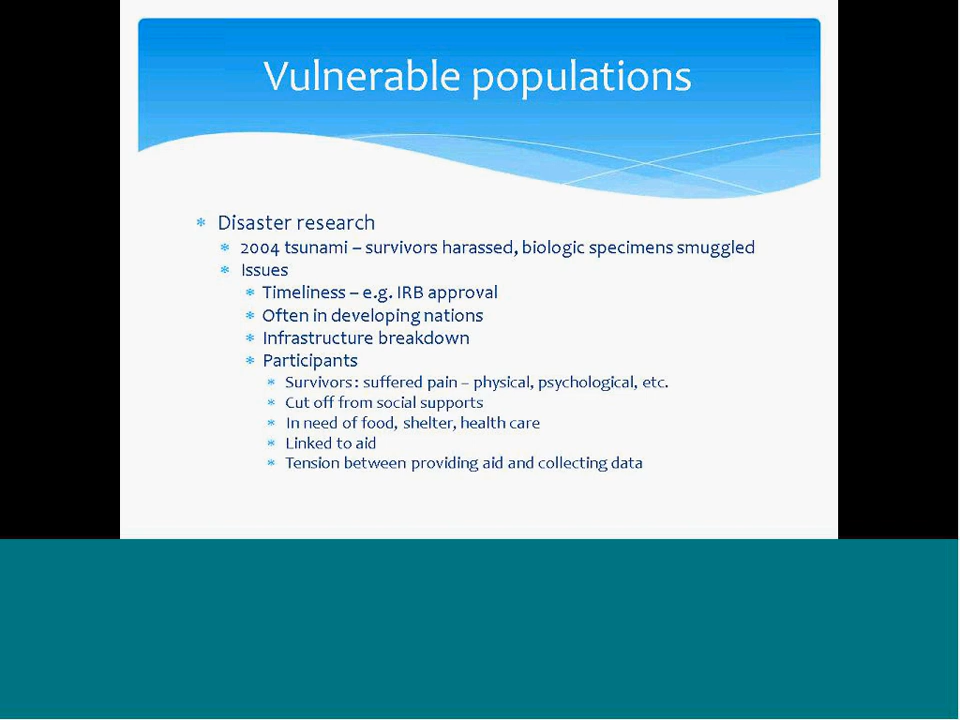 Vulnerable populations
* Disaster research
* 2004 tsunami – survivors harassed, biologic specimens smuggled
* Issues
* Timeliness – e.g. IRB approval
* Often in developing nations
* Infrastructure breakdown
* Participants
* Survivors : suffered pain – physical, psychological, etc.
* Cut off from social supports
* In need of food, shelter, health care
* Linked to aid
* Tension between providing aid and collecting data